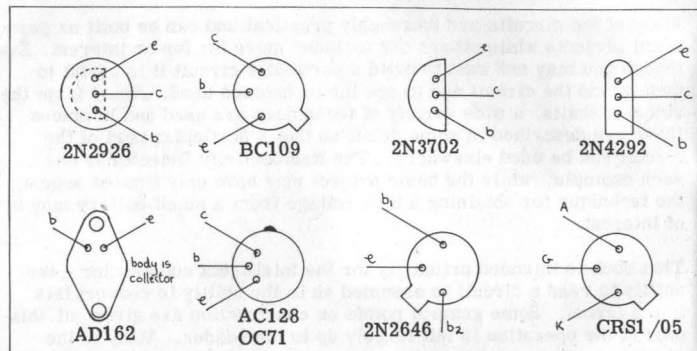 e c e e
b c b c c
b e b b
2N2926 BC109 2N3702 2N4292
b e
body is
collector
AD162
c
b
e
AC128
OC71
b1
e
b2
2N2646
A
G
K
CRS1/05